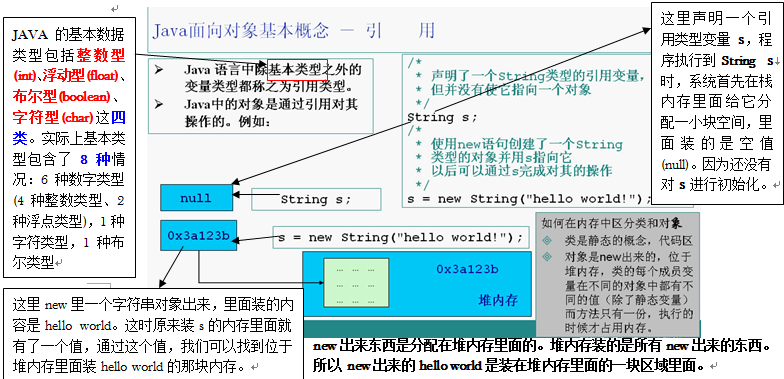 JAVA 的基本数据
类型包括整数型
(int)、浮动型(float)、
布尔型(boolean)、
字符型(char)这四
类。实际上基本类
型包含了 8 种情
况：6 种数字类型
(4 种整数类型、2
种浮点类型)，1 种
字符类型，1 种布
尔类型
Java面向对象基本概念 — 引 用
Java 语言中除基本类型之外的
变量类型都称之为引用类型。
Java中的对象是通过引用对其
操作的。例如：
/*
* 声明了一个String类型的引用变量，
* 但并没有使它指向一个对象
*/
String s;
/*
* 使用new语句创建了一个String
* 类型的对象并用s指向它
* 以后可以通过s完成对其的操作
*/
s = new String("hello world!");
这里声明一个引
用类型变量 s，程
序执行到 String s
时，系统首先在栈
内存里面给它分
配一小块空间，里
面装的是空值
(null)。因为还没有
对 s 进行初始化。
null
String s;
0x3a123b
s = new String("hello world!");
... ... ...
... ... ...
... ... ...
0x3a123b
堆内存
如何在内存中区分类和对象
类是静态的概念，代码区
对象是new出来的，位于
堆内存，类的每个成员变
量在不同的对象中都有不
同的值（除了静态变量）
而方法只有一份，执行的
时候才占用内存。
这里 new 里一个字符串对象出来，里面装的内
容是 hello world。这时原来装 s 的内存里面就
有了一个值，通过这个值，我们可以找到位于
堆内存里面装 hello world 的那块内存。
new 出来东西是分配在堆内存里面的。堆内存装的是所有 new 出来的东西。
所以 new 出来的 hello world 是装在堆内存里面的一块区域里面。